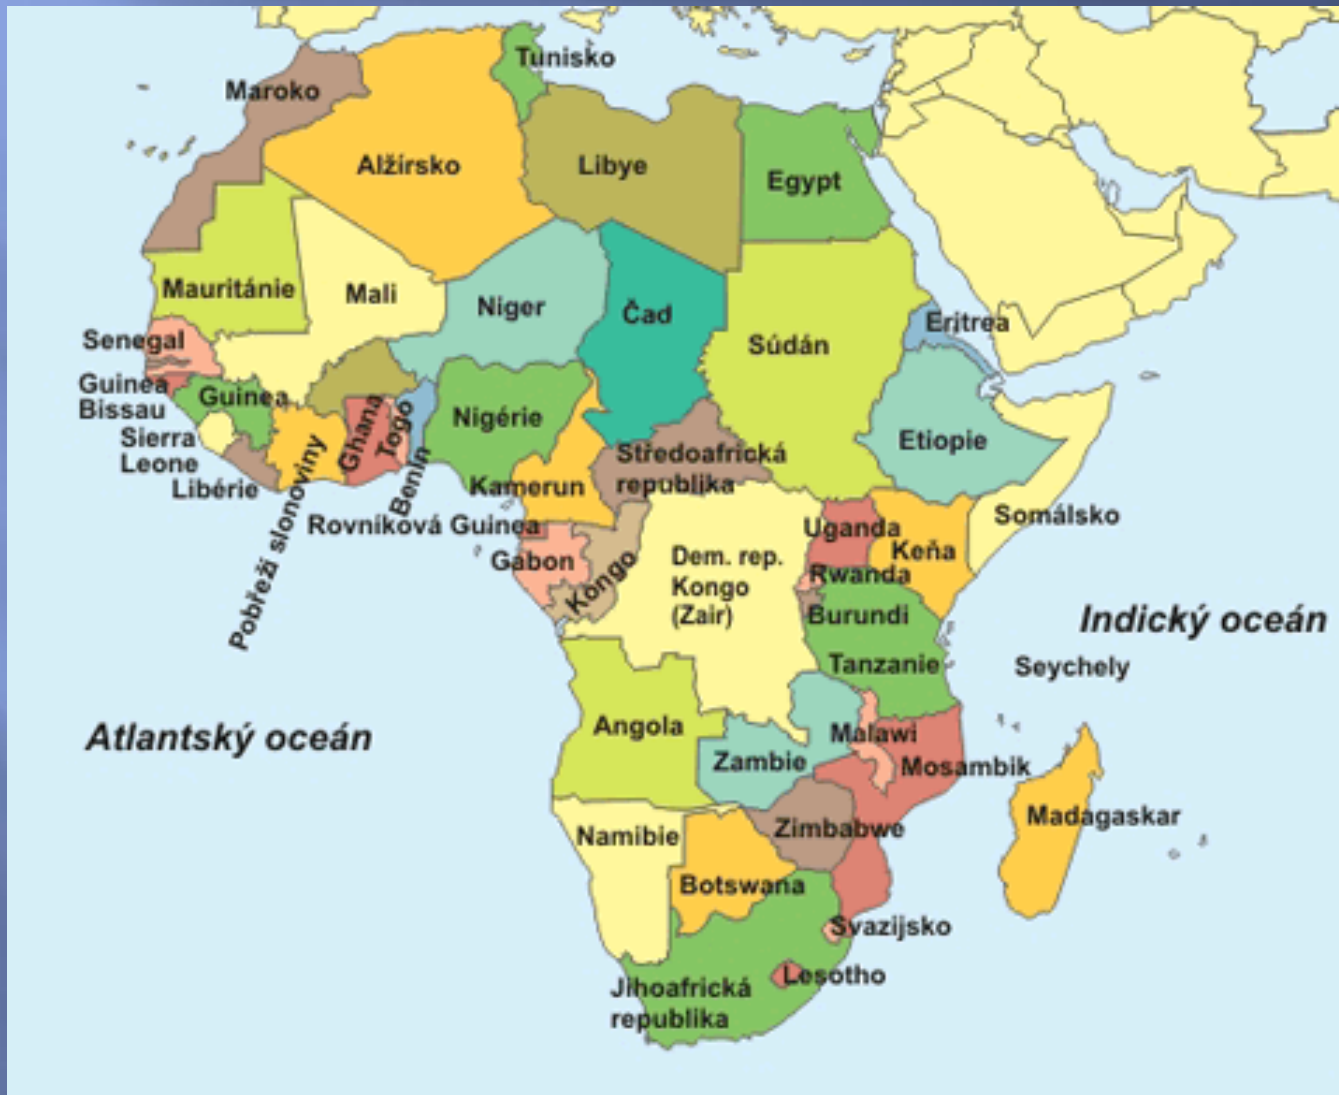 Tunisko
Maroko
Alžírsko
Libye
Egypt
Mauritánie
Mali
Niger
Čad
Súdán
Eritrea
Senegal
Guinea
Bissau
Guinea
Sierra
Leone
Libérie
Pobřeží slonoviny
Ghana
Togo
Benin
Nigérie
Kamerun
Středoafrická
republika
Etiopie
Somálsko
Rovníková Guinea
Gabon
Kongo
Dem. rep.
Kongo
(Zair)
Uganda
Keňa
Rwanda
Burundi
Tanzanie
Indický oceán
Seychely
Atlantský oceán
Angola
Zambie
Malawi
Mosambik
Madagaskar
Namibie
Zimbabwe
Botswana
Svazijsko
Lesotho
Jihoafrická
republika